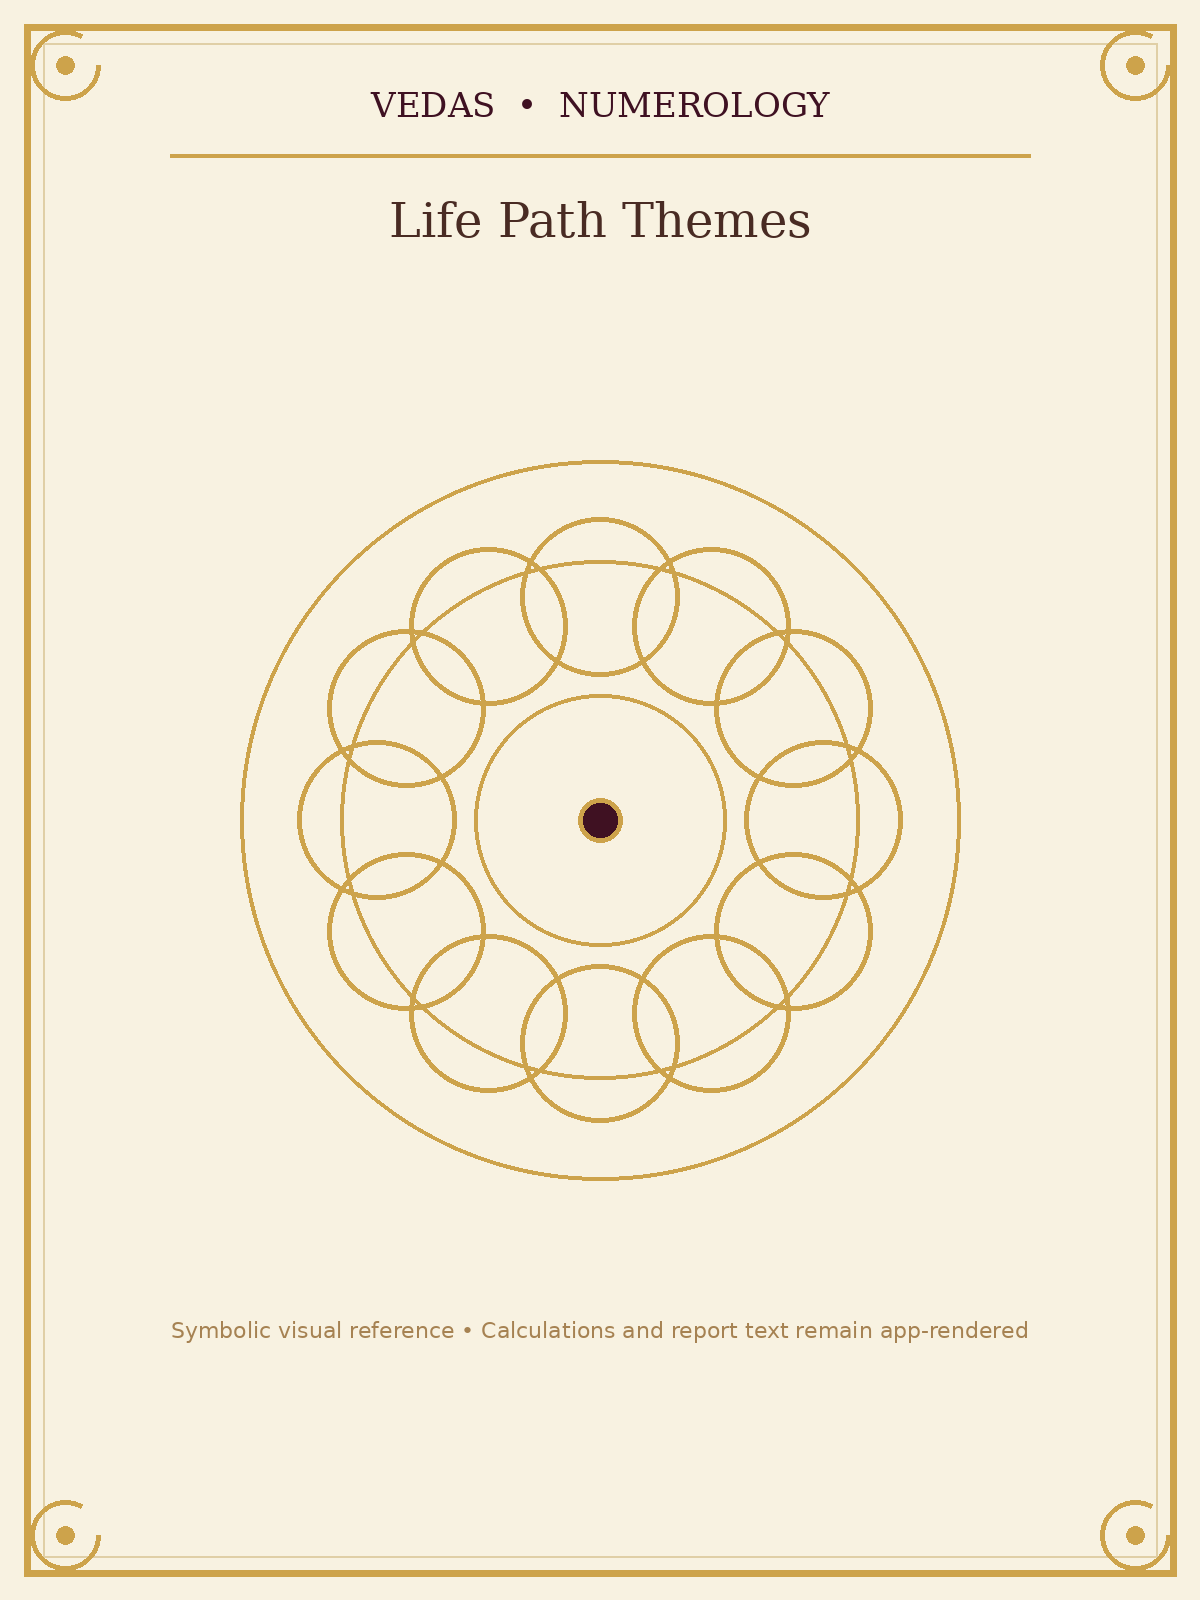 VEDAS • NUMEROLOGY
Life Path Themes
Symbolic visual reference • Calculations and report text remain app-rendered